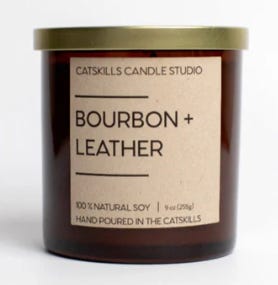 CATSKILLS CANDLE STUDIO
BOURBON +
LEATHER
100% NATURAL SOY | 9 oz (255g)
HAND POURED IN THE CATSKILLS